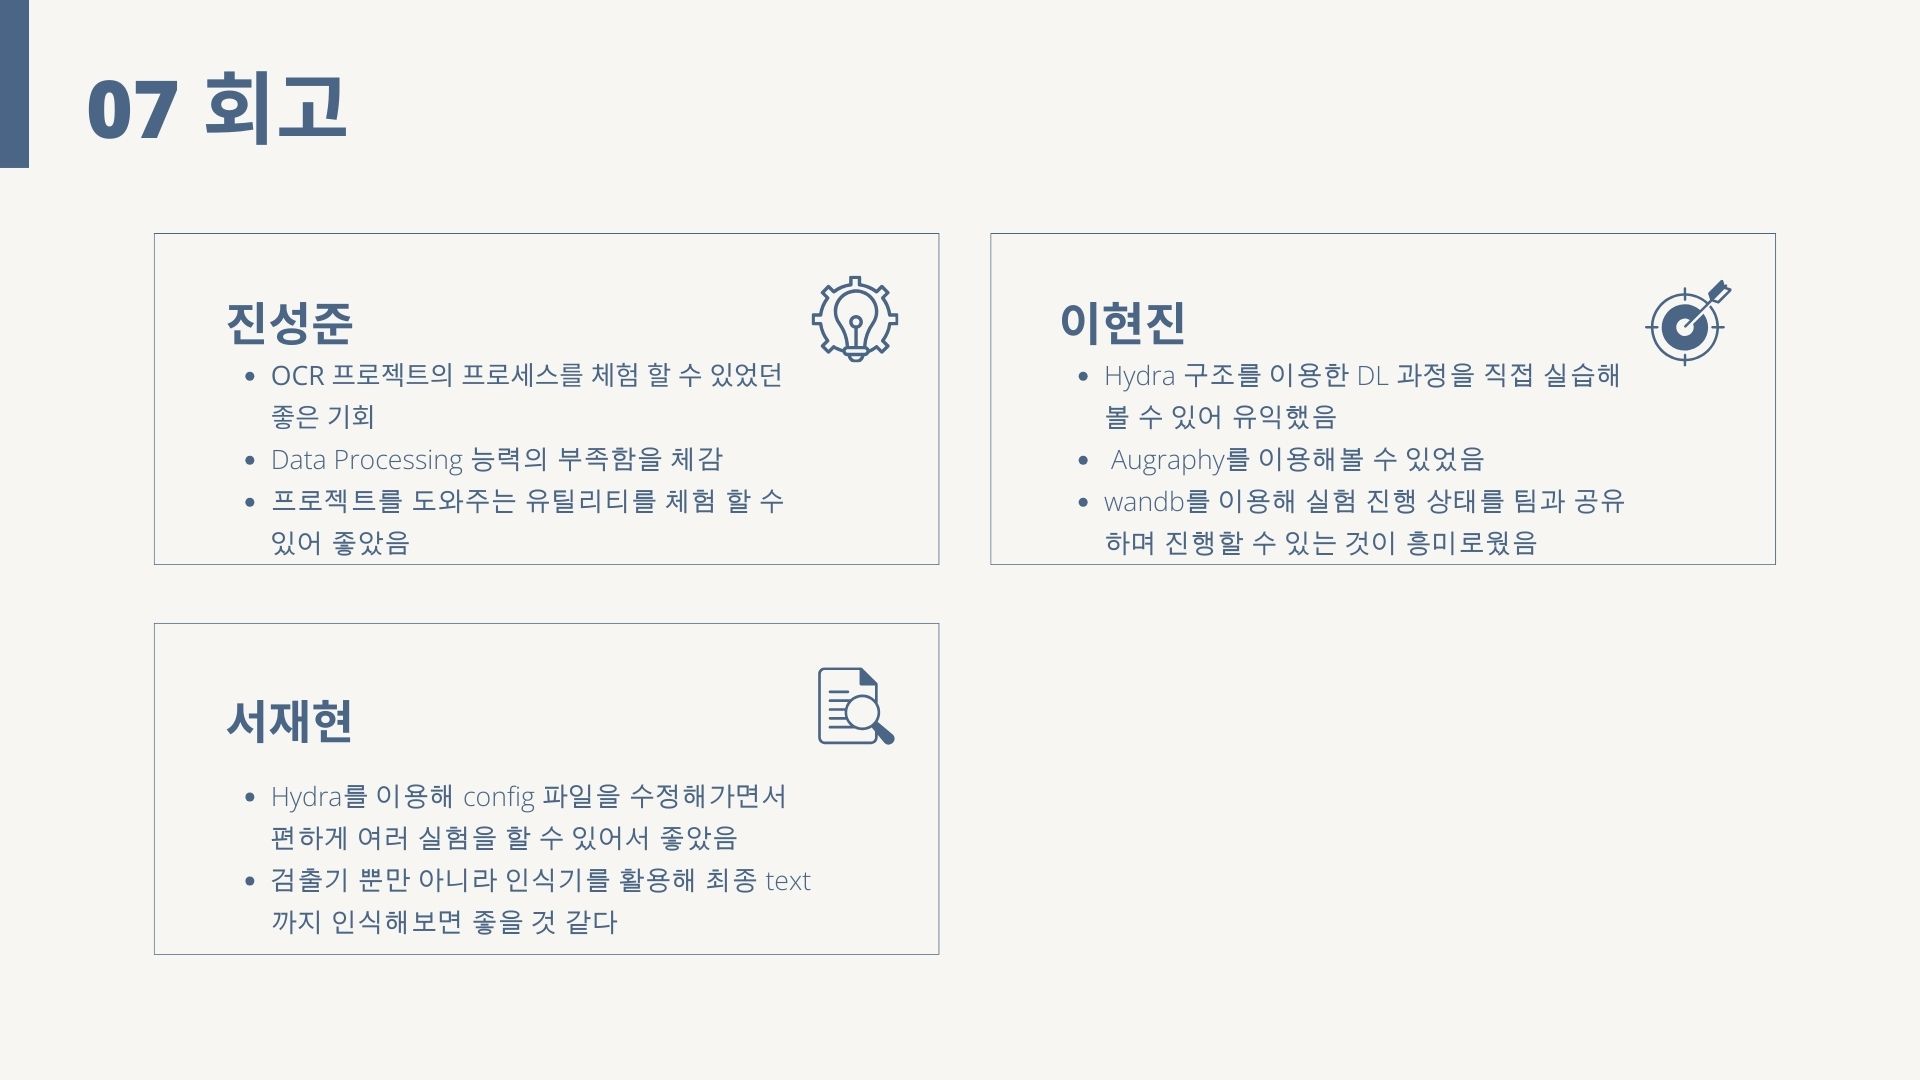 07 회고
진성준
• OCR 프로젝트의 프로세스를 체험 할 수 있었던
좋은 기회
• Data Processing 능력의 부족함을 체감
• 프로젝트를 도와주는 유틸리티를 체험 할 수
있어 좋았음
이현진
• Hydra 구조를 이용한 DL 과정을 직접 실습해
볼 수 있어 유익했음
• Augraphy를 이용해볼 수 있었음
• wandb를 이용해 실험 진행 상태를 팀과 공유
하며 진행할 수 있는 것이 흥미로웠음
서재현
• Hydra를 이용해 config 파일을 수정해가면서
편하게 여러 실험을 할 수 있어서 좋았음
• 검출기 뿐만 아니라 인식기를 활용해 최종 text
까지 인식해보면 좋을 것 같다